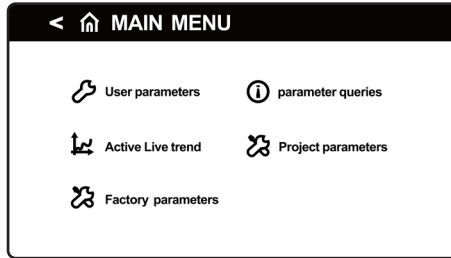 < MAIN MENU
User parameters
parameter queries
Active Live trend
Project parameters
Factory parameters